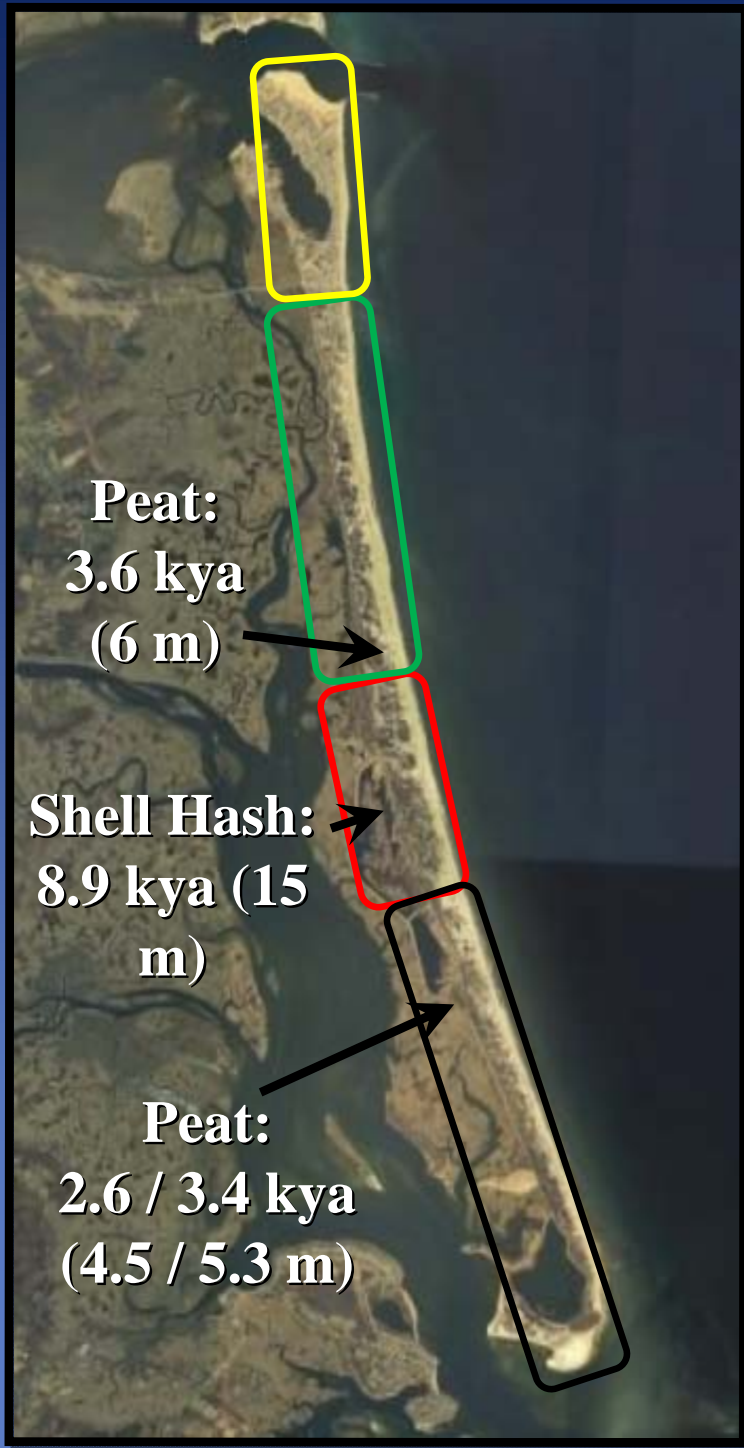 Peat:
3.6 kya
(6 m)
Shell Hash:
8.9 kya (15
m)
Peat:
2.6 / 3.4 kya
(4.5 / 5.3 m)